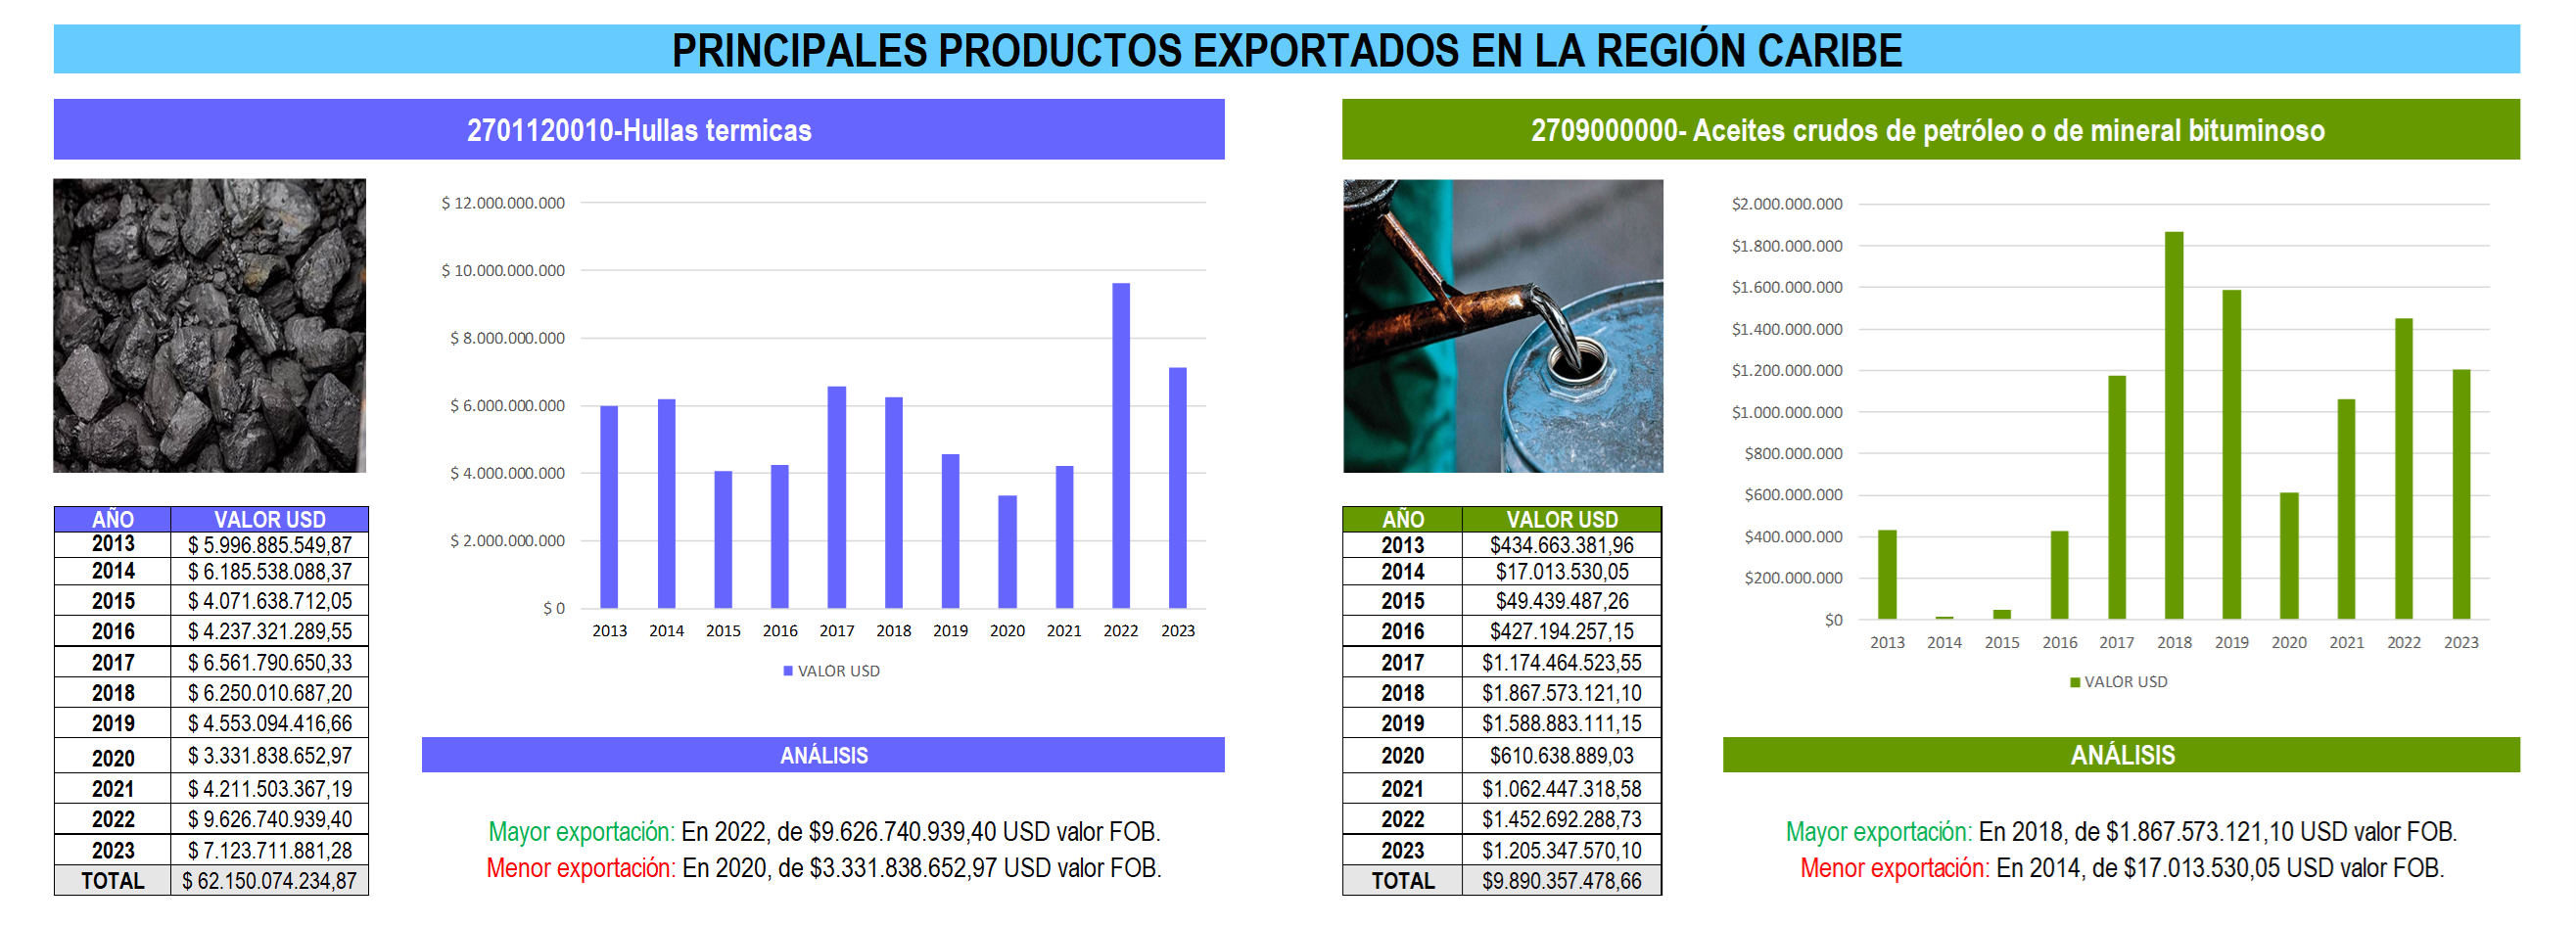 PRINCIPALES PRODUCTOS EXPORTADOS EN LA REGIÓN CARIBE
2701120010-Hullas termicas
$ 12.000.000.000
$ 10.000.000.000
$ 8.000.000.000
$ 6.000.000.000
$ 4.000.000.000
$ 2.000.000.000
$ 0
2013 2014 2015 2016 2017 2018 2019 2020 2021 2022 2023
VALOR USD
AÑO VALOR USD
2013 $ 5.996.885.549,87
2014 $ 6.185.538.088,37
2015 $ 4.071.638.712,05
2016 $ 4.237.321.289,55
2017 $ 6.561.790.650,33
2018 $ 6.250.010.687,20
2019 $ 4.553.094.416,66
2020 $ 3.331.838.652,97
2021 $ 4.211.503.367,19
2022 $ 9.626.740.939,40
2023 $ 7.123.711.881,28
TOTAL $ 62.150.074.234,87
ANÁLISIS
Mayor exportación: En 2022, de $9.626.740.939,40 USD valor FOB.
Menor exportación: En 2020, de $3.331.838.652,97 USD valor FOB.
2709000000- Aceites crudos de petróleo o de mineral bituminoso
$2.000.000.000
$1.800.000.000
$1.600.000.000
$1.400.000.000
$1.200.000.000
$1.000.000.000
$800.000.000
$600.000.000
$400.000.000
$200.000.000
$0
2013 2014 2015 2016 2017 2018 2019 2020 2021 2022 2023
VALOR USD
AÑO VALOR USD
2013 $434.663.381,96
2014 $17.013.530,05
2015 $49.439.487,26
2016 $427.194.257,15
2017 $1.174.464.523,55
2018 $1.867.573.121,10
2019 $1.588.883.111,15
2020 $610.638.889,03
2021 $1.062.447.318,58
2022 $1.452.692.288,73
2023 $1.205.347.570,10
TOTAL $9.890.357.478,66
ANÁLISIS
Mayor exportación: En 2018, de $1.867.573.121,10 USD valor FOB.
Menor exportación: En 2014, de $17.013.530,05 USD valor FOB.